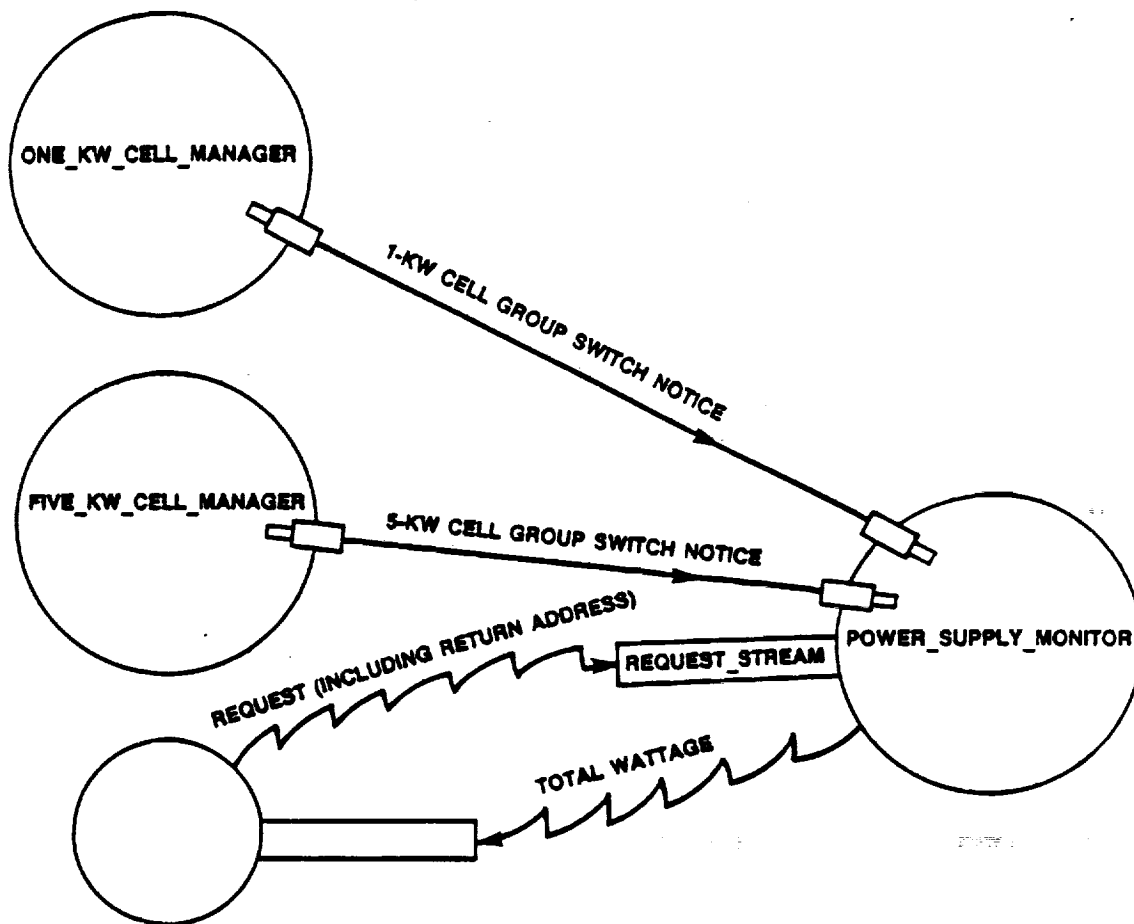 ONE_KW_CELL_MANAGER
1-KW CELL GROUP SWITCH NOTICE
FIVE_KW_CELL_MANAGER
5-KW CELL GROUP SWITCH NOTICE
POWER_SUPPLY_MONITOR
REQUEST (INCLUDING RETURN ADDRESS)
REQUEST_STREAM
TOTAL WATTAGE